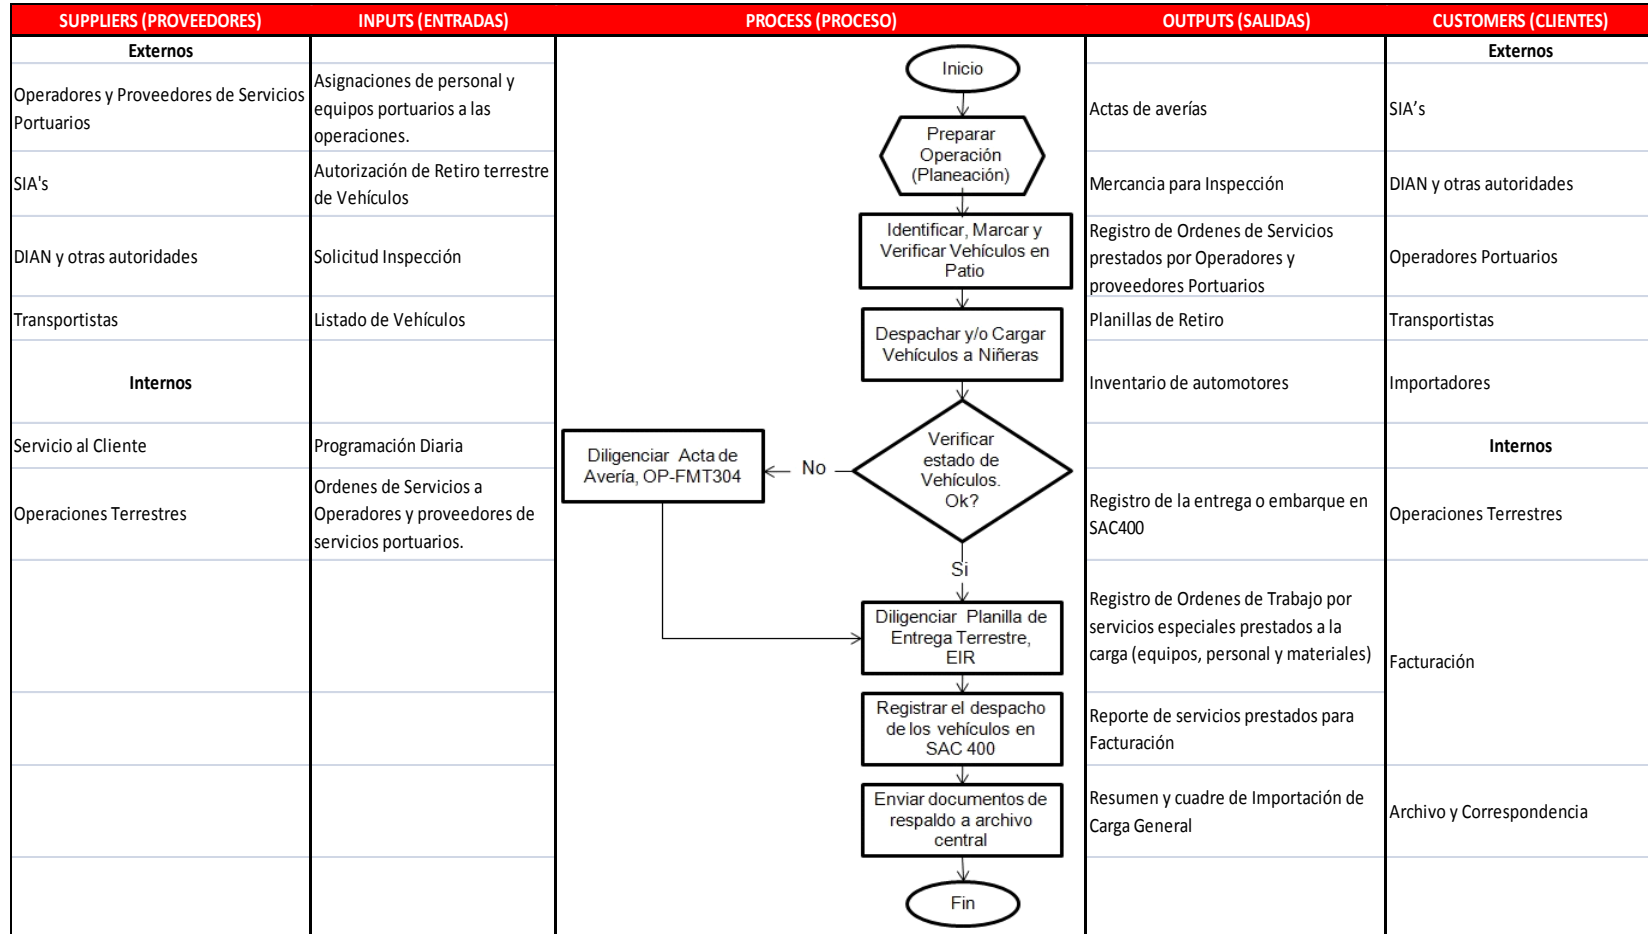 SUPPLIERS (PROVEEDORES)
INPUTS (ENTRADAS)
PROCESS (PROCESO)
OUTPUTS (SALIDAS)
CUSTOMERS (CLIENTES)
Externos
Operadores y Proveedores de Servicios
Portuarios
SIA's
DIAN y otras autoridades
Transportistas
Internos
Servicio al Cliente
Operaciones Terrestres
Asignaciones de personal y
equipos portuarios a las
operaciones.
Autorización de Retiro terrestre
de Vehículos
Solicitud Inspección
Listado de Vehículos
Programación Diaria
Ordenes de Servicios a
Operadores y proveedores de
servicios portuarios.
Inicio
Preparar
Operación
(Planeación)
Identificar, Marcar y
Verificar Vehículos en
Patio
Despachar y/o Cargar
Vehículos a Niñeras
Verificar
estado de
Vehículos.
Ok?
No
Diligenciar Acta de
Avería, OP-FMT304
Si
Diligenciar Planilla de
Entrega Terrestre,
EIR
Registrar el despacho
de los vehículos en
SAC 400
Enviar documentos de
respaldo a archivo
central
Fin
Actas de averías
Mercancia para Inspección
Registro de Ordenes de Servicios
prestados por Operadores y
proveedores Portuarios
Planillas de Retiro
Inventario de automotores
Registro de la entrega o embarque en
SAC400
Registro de Ordenes de Trabajo por
servicios especiales prestados a la
carga (equipos, personal y materiales)
Reporte de servicios prestados para
Facturación
Resumen y cuadre de Importación de
Carga General
Externos
SIA’s
DIAN y otras autoridades
Operadores Portuarios
Transportistas
Importadores
Internos
Operaciones Terrestres
Facturación
Archivo y Correspondencia